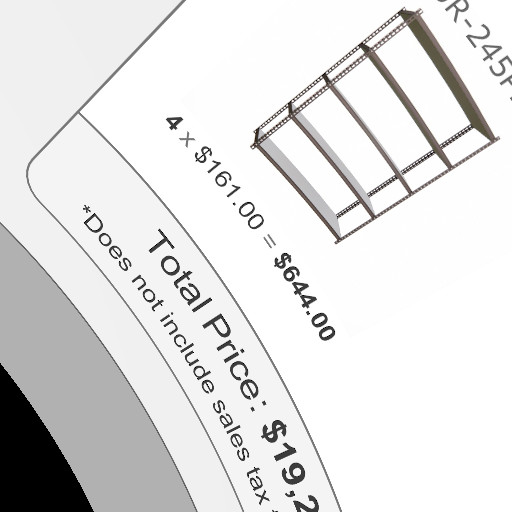 4 x $161.00 = $644.00
Total Price: $19,2
*Does not include sales tax